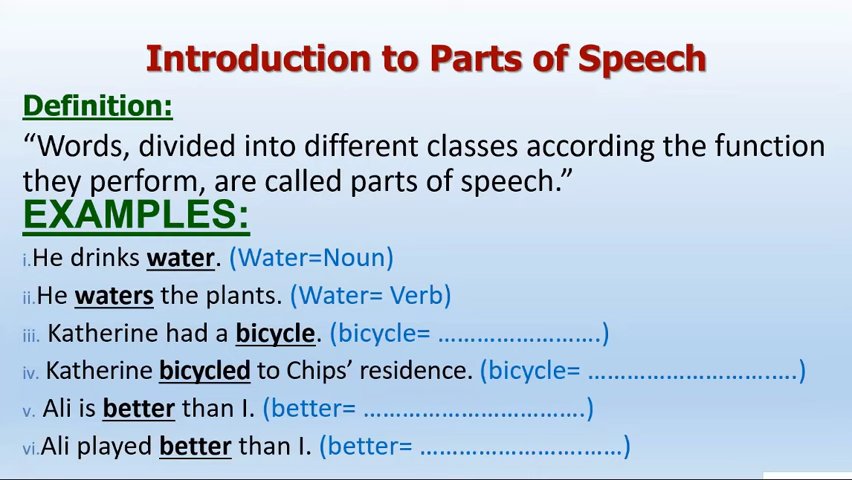 Introduction to Parts of Speech
Definition:
“Words, divided into different classes according the function
they perform, are called parts of speech.”
EXAMPLES:
i.He drinks water. (Water=Noun)
ii.He waters the plants. (Water= Verb)
iii. Katherine had a bicycle. (bicycle= …………………….)
iv. Katherine bicycled to Chips’ residence. (bicycle= ……………………….….)
v. Ali is better than I. (better= …………………………….)
vi.Ali played better than I. (better= …………………….……)